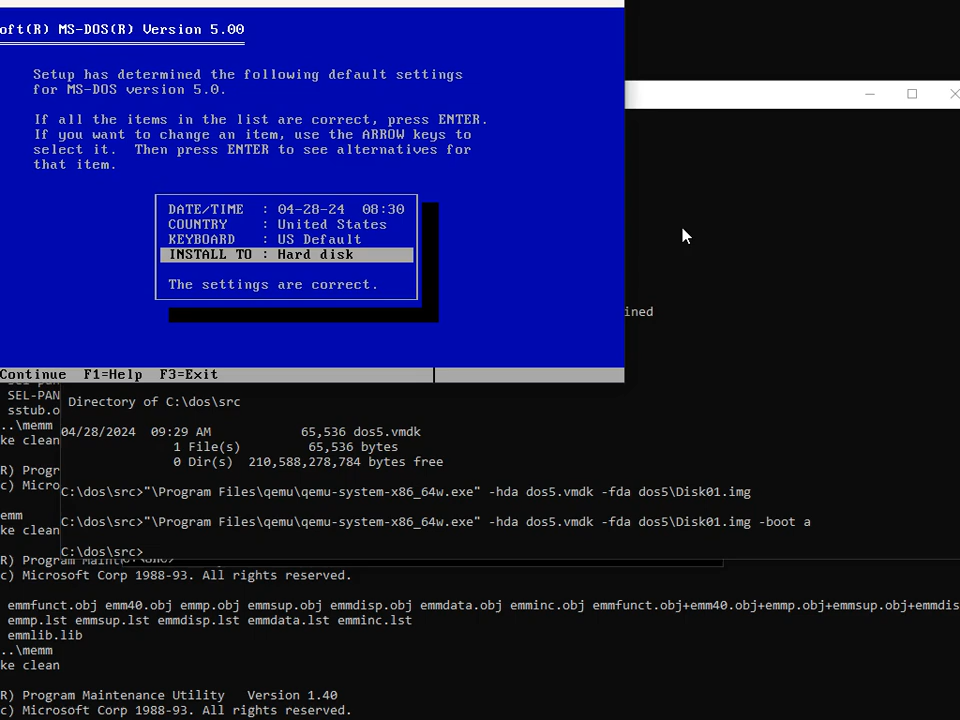 oft(R) MS-DOS(R) Version 5.00
Setup has determined the following default settings
for MS-DOS version 5.0.
If all the items in the list are correct, press ENTER.
If you want to change an item, use the ARROW keys to
select it.  Then press ENTER to see alternatives for
that item.
DATE/TIME  : 04-28-24  08:30
COUNTRY    : United States
KEYBOARD   : US Default
INSTALL TO : Hard disk
The settings are correct.
Continue  F1=Help  F3=Exit
ined
SEL-PAN
sstub.o
..\memm
ke clean
R) Progr
c) Micro
emm
ke clean
Directory of C:\dos\src
04/28/2024  09:29 AM            65,536 dos5.vmdk
1 File(s)         65,536 bytes
0 Dir(s)  210,588,278,784 bytes free
C:\dos\src>"\Program Files\qemu\qemu-system-x86_64w.exe" -hda dos5.vmdk -fda dos5\Disk01.img
C:\dos\src>"\Program Files\qemu\qemu-system-x86_64w.exe" -hda dos5.vmdk -fda dos5\Disk01.img -boot a
C:\dos\src>
c) Microsoft Corp 1988-93. All rights reserved.
emmfunct.obj emm40.obj emmp.obj emmsup.obj emmdisp.obj emmdata.obj emminc.obj emmfunct.obj+emm40.obj+emmp.obj+emmsup.obj+emmdis
emmp.lst emmsup.lst emmdisp.lst emmdata.lst emminc.lst
emmlib.lib
..\memm
ke clean
R) Program Maintenance Utility   Version 1.40
c) Microsoft Corp 1988-93. All rights reserved.